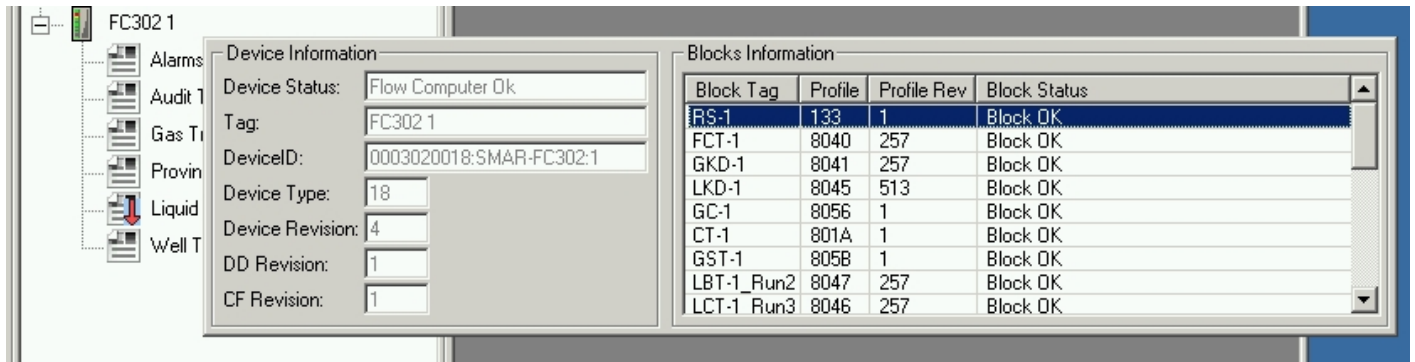 FC302 1
Alarms
Audit
Gas
Provin
Liquid
Well
Device Information
Device Status: Flow Computer Ok
Tag: FC302 1
DeviceID: 0003020018:SMAR-FC302:1
Device Type: 18
Device Revision: 4
DD Revision: 1
CF Revision: 1
Blocks Information
Block Tag Profile Profile Rev Block Status
RS-1 133 1 Block OK
FCT-1 8040 257 Block OK
GKD-1 8041 257 Block OK
LKD-1 8045 513 Block OK
GC-1 8056 1 Block OK
CT-1 801A 1 Block OK
GST-1 805B 1 Block OK
LBT-1_Run2 8047 257 Block OK
LCT-1_Run3 8046 257 Block OK